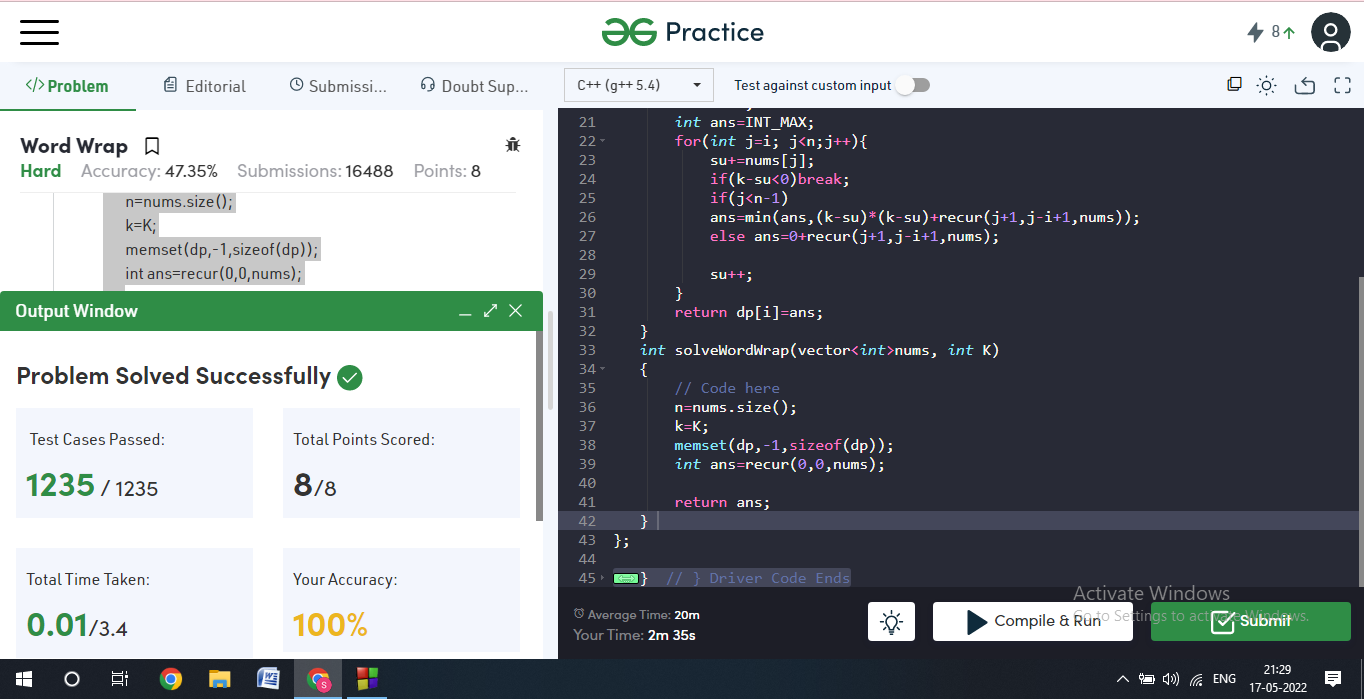 Practice
8
Problem
Editorial
Submissi...
Doubt Sup...
C++ (g++ 5.4)
Test against custom input
Word Wrap
Hard Accuracy: 47.35% Submissions: 16488 Points: 8
n=nums.size();
k=K;
memset(dp,-1,sizeof(dp));
int ans=recur(0,0,nums);
Output Window
Problem Solved Successfully
Test Cases Passed:
1235 / 1235
Total Points Scored:
8/8
Total Time Taken:
0.01/3.4
Your Accuracy:
100%
21 int ans=INT_MAX;
22 for(int j=i; j<n;j++){
23 su+=nums[j];
24 if(k-su<0)break;
25 if(j<n-1)
26 ans=min(ans,(k-su)*(k-su)+recur(j+1,j-i+1,nums));
27 else ans=0+recur(j+1,j-i+1,nums);
28
29 su++;
30 }
31 return dp[i]=ans;
32 }
33 int solveWordWrap(vector<int>nums, int K)
34 {
35 // Code here
36 n=nums.size();
37 k=K;
38 memset(dp,-1,sizeof(dp));
39 int ans=recur(0,0,nums);
40
41 return ans;
42 }
43 };
44
45 } // } Driver Code Ends
Average Time: 20m
Your Time: 2m 35s
Compile & Run
Submit
Activate Windows
Go to Settings to activate Windows.
ENG
21:29
17-05-2022